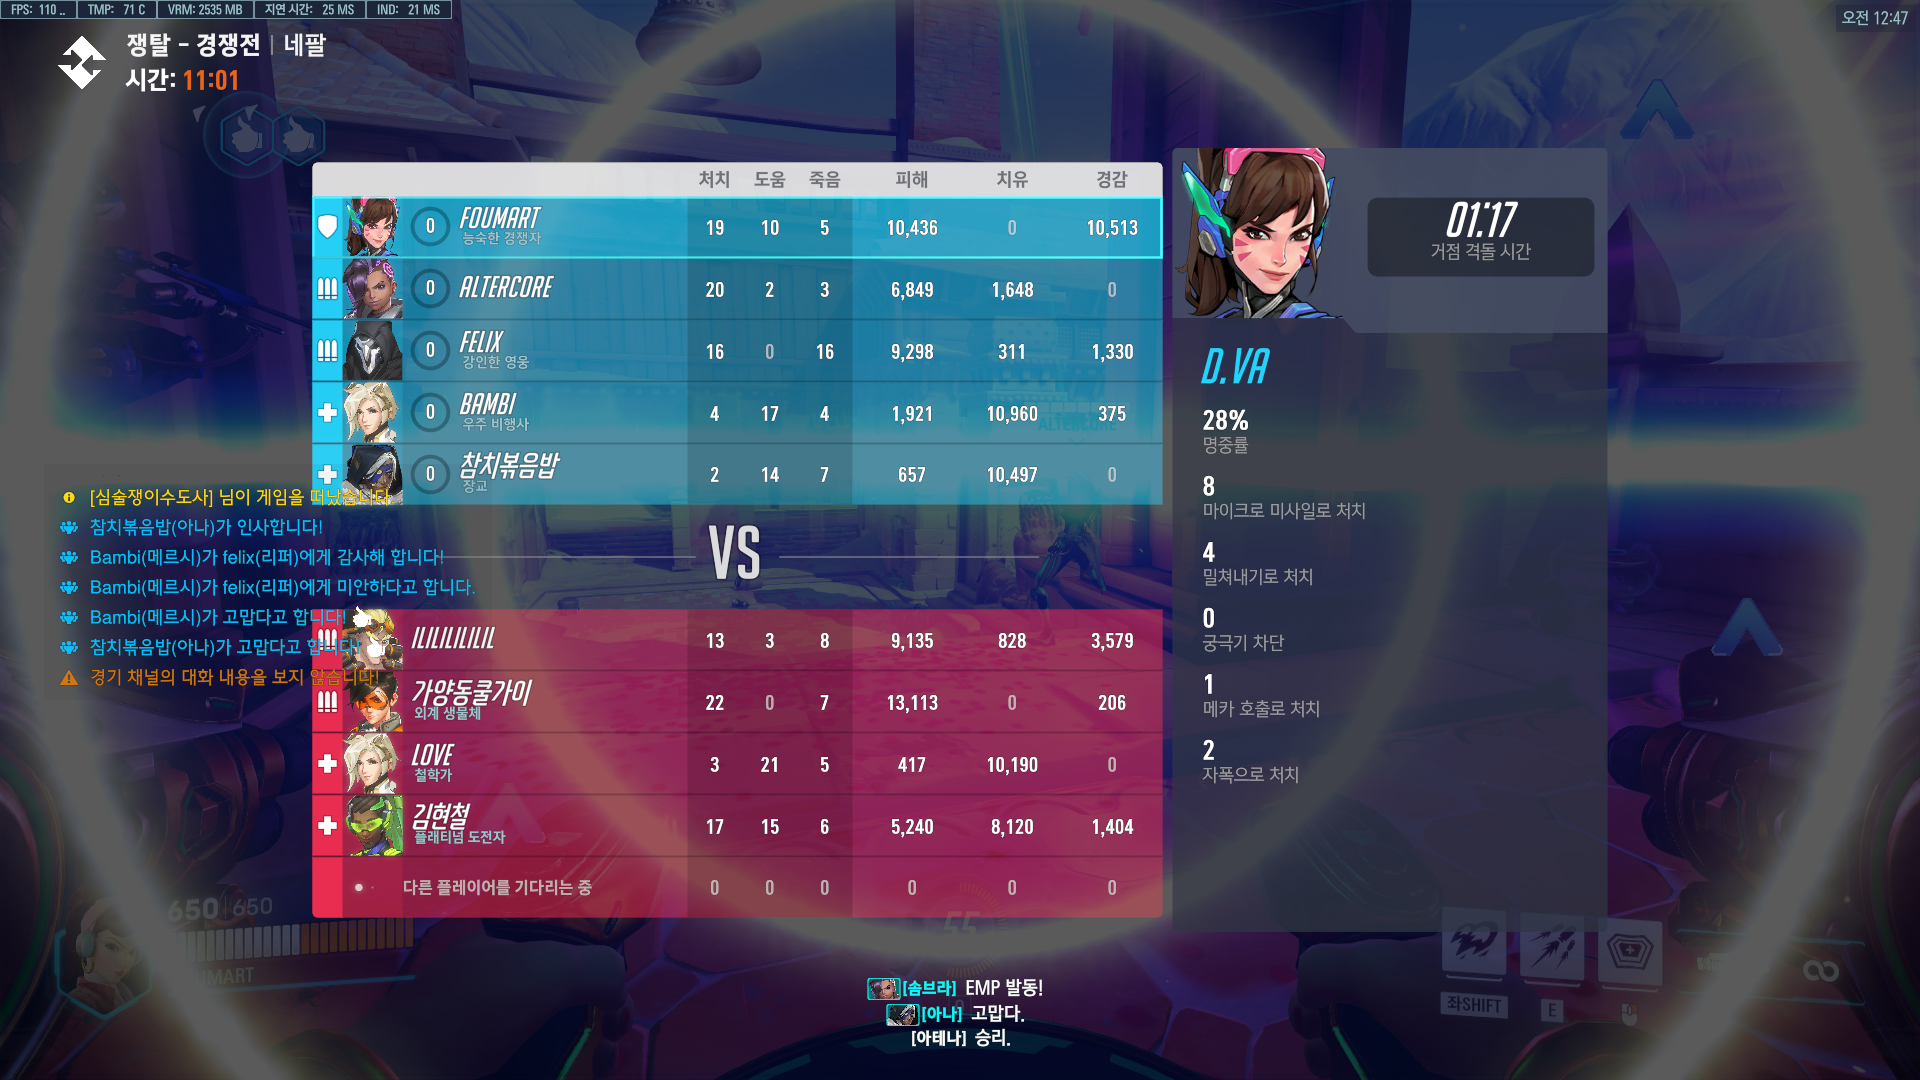 FPS: 110 .. TMP: 71 C VRM: 2535 MB 지연 시간: 25 MS IND: 21 MS
오전 12:47
쟁탈 - 경쟁전 | 네팔
시간: 11:01
처치 도움 죽음 피해 치유 경감
0 FOUMART 19 10 5 10,436 0 10,513
능숙한 경쟁자
0 ALTERCORE 20 2 3 6,849 1,648 0
0 FELIX 16 0 16 9,298 311 1,330
강인한 영웅
0 BAMBI 4 17 4 1,921 10,960 375
우주 비행사
ALTERCORE
0 참치볶음밥 2 14 7 657 10,497 0
장교
VS
ILILILILILIL 13 3 8 9,135 828 3,579
가양동쿨가이 22 0 7 13,113 0 206
외계 생물체
LOVE 3 21 5 417 10,190 0
철학가
김현철 17 15 6 5,240 8,120 1,404
플래티넘 도전자
다른 플레이어를 기다리는 중 0 0 0 0 0 0
01:17
거점 격돌 시간
D.VA
28%
명중률
8
마이크로 미사일로 처치
4
밀쳐내기로 처치
0
궁극기 차단
1
메카 호출로 처치
2
자폭으로 처치
[심술쟁이수도사] 님이 게임을 떠났습니다.
참치볶음밥(아나)가 인사합니다!
Bambi(메르시)가 felix(리퍼)에게 감사해 합니다!
Bambi(메르시)가 felix(리퍼)에게 미안하다고 합니다.
Bambi(메르시)가 고맙다고 합니다!
참치볶음밥(아나)가 고맙다고 합니다!
경기 채널의 대화 내용을 보지 않습니다!
650 650
55
[솜브라] EMP 발동!
[아나] 고맙다.
[아테나] 승리.
좌SHIFT E